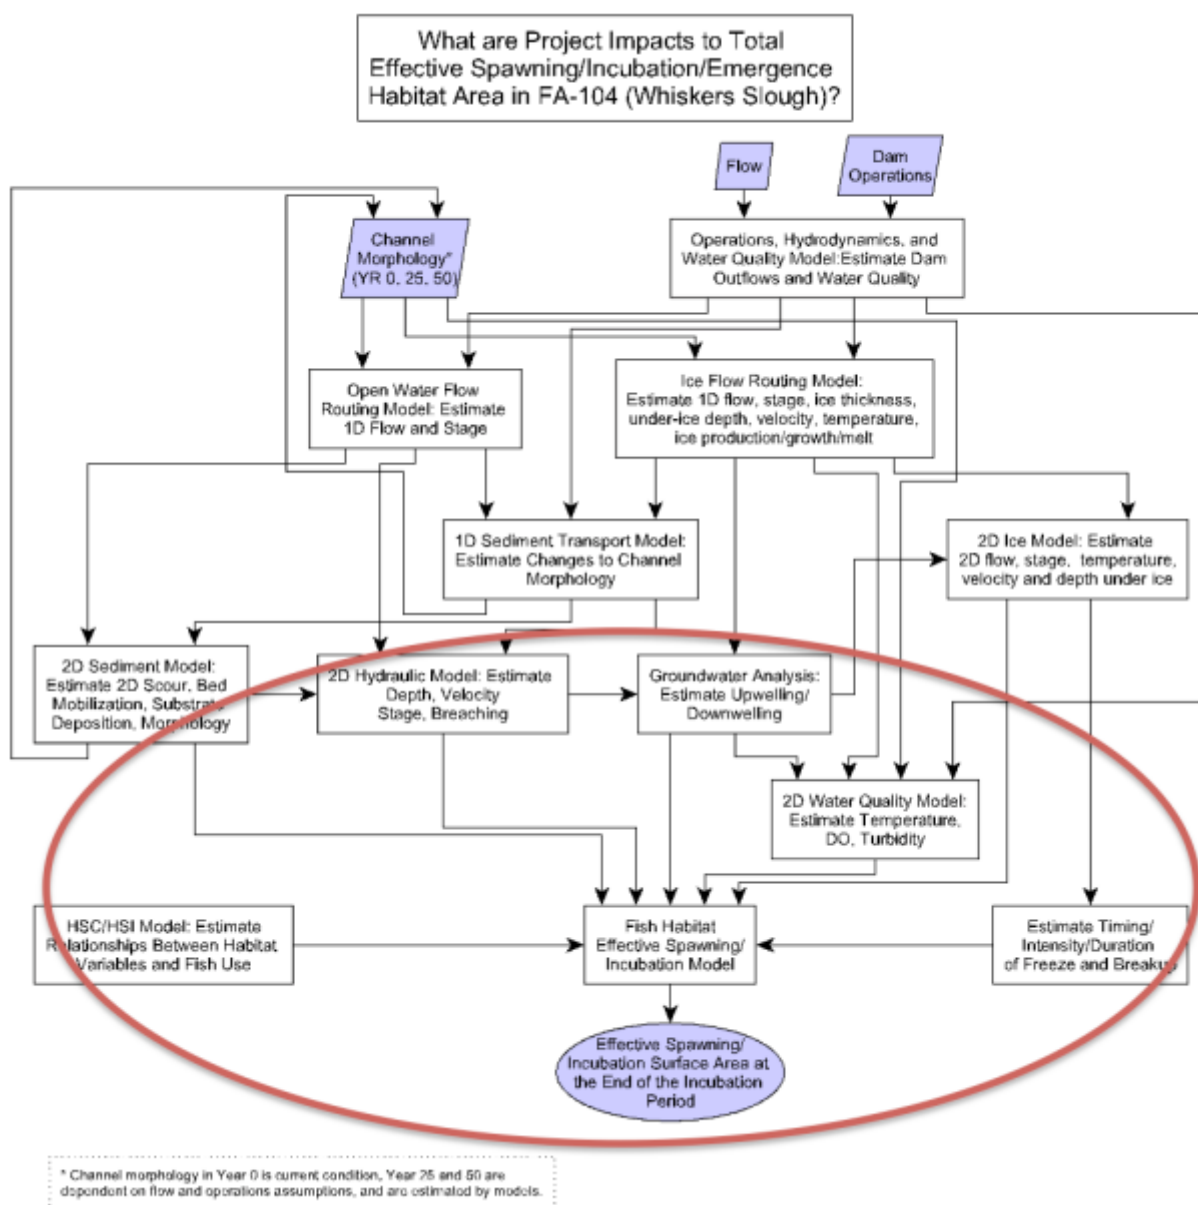 What are Project Impacts to Total
Effective Spawning/Incubation/Emergence
Habitat Area in FA-104 (Whiskers Slough)?
Flow
Dam
Operations
Channel
Morphology*
(YR 0, 25, 50)
Operations, Hydrodynamics, and
Water Quality Model:Estimate Dam
Outflows and Water Quality
Open Water Flow
Routing Model: Estimate
1D Flow and Stage
Ice Flow Routing Model:
Estimate 1D flow, stage, ice thickness,
under-ice depth, velocity, temperature,
ice production/growth/melt
1D Sediment Transport Model:
Estimate Changes to Channel
Morphology
2D Ice Model: Estimate
2D flow, stage, temperature,
velocity and depth under ice
2D Sediment Model:
Estimate 2D Scour, Bed
Mobilization, Substrate
Deposition, Morphology
2D Hydraulic Model: Estimate
Depth, Velocity
Stage, Breaching
Groundwater Analysis:
Estimate Upwelling/
Downwelling
2D Water Quality Model:
Estimate Temperature,
DO, Turbidity
HSC/HSI Model: Estimate
Relationships Between Habitat
Variables and Fish Use
Fish Habitat
Effective Spawning/
Incubation Model
Estimate Timing/
Intensity/Duration
of Freeze and Breakup
Effective Spawning/
Incubation Surface Area at
the End of the Incubation
Period
* Channel morphology in Year 0 is current condition, Year 25 and 50 are
dependent on flow and operations assumptions, and are estimated by models.